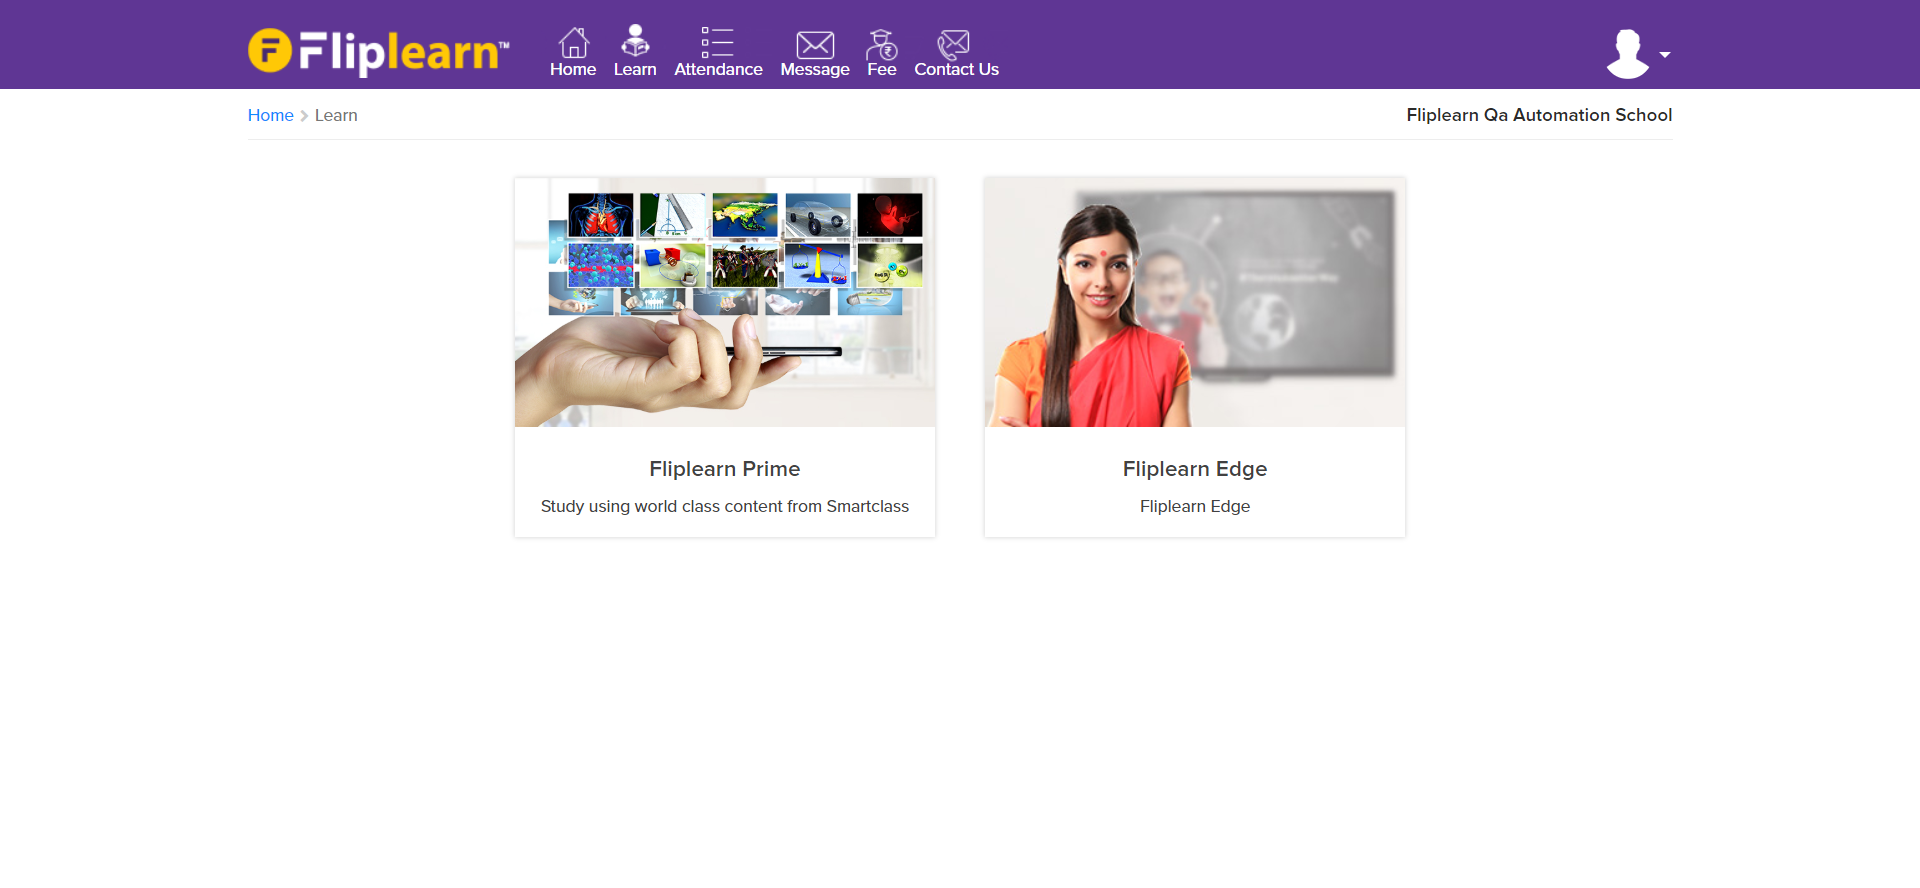 Fliplearn™
Home Learn Attendance Message Fee Contact Us
Home > Learn
Fliplearn Qa Automation School
Fliplearn Prime
Study using world class content from Smartclass
Fliplearn Edge
Fliplearn Edge